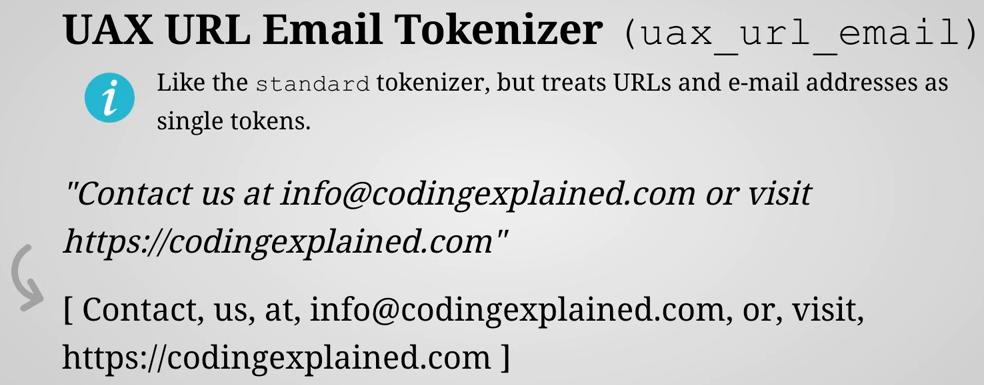 UAX URL Email Tokenizer (uax_url_email)
Like the standard tokenizer, but treats URLs and e-mail addresses as
single tokens.
"Contact us at info@codingexplained.com or visit
https://codingexplained.com"
[ Contact, us, at, info@codingexplained.com, or, visit,
https://codingexplained.com ]